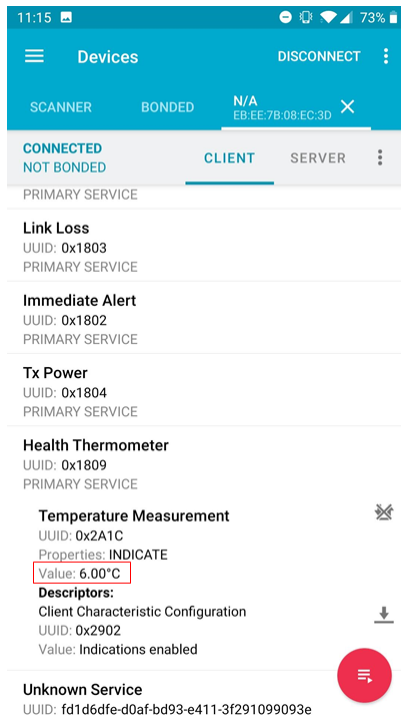 11:15 73%
Devices DISCONNECT
SCANNER BONDED N/A
EB:EE:7B:08:EC:3D
CONNECTED
NOT BONDED
CLIENT SERVER
PRIMARY SERVICE
Link Loss
UUID: 0x1803
PRIMARY SERVICE
Immediate Alert
UUID: 0x1802
PRIMARY SERVICE
Tx Power
UUID: 0x1804
PRIMARY SERVICE
Health Thermometer
UUID: 0x1809
PRIMARY SERVICE
Temperature Measurement
UUID: 0x2A1C
Properties: INDICATE
Value: 6.00°C
Descriptors:
Client Characteristic Configuration
UUID: 0x2902
Value: Indications enabled
Unknown Service
UUID: fd1d6dfe-d0af-bd93-e411-3f291099093e